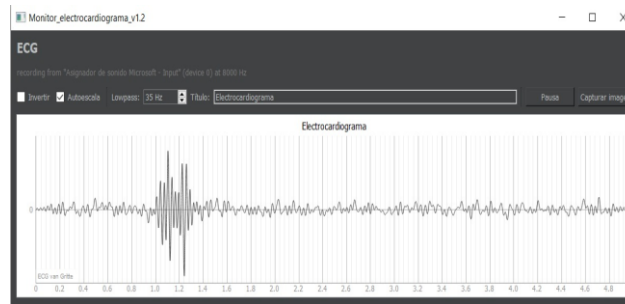 Monitor_electrocardiograma_v1.2
ECG
recording from "Asignador de sonido Microsoft - Input" (device 0) at 8000 Hz
Invertir Autoescala Lowpass: 35 Hz Título: Electrocardiograma Pausa Capturar image
Electrocardiograma
0
ECG van Gritts
0 0.2 0.4 0.6 0.8 1.0 1.2 1.4 1.6 1.8 2.0 2.2 2.4 2.6 2.8 3.0 3.2 3.4 3.6 3.8 4.0 4.2 4.4 4.6 4.8